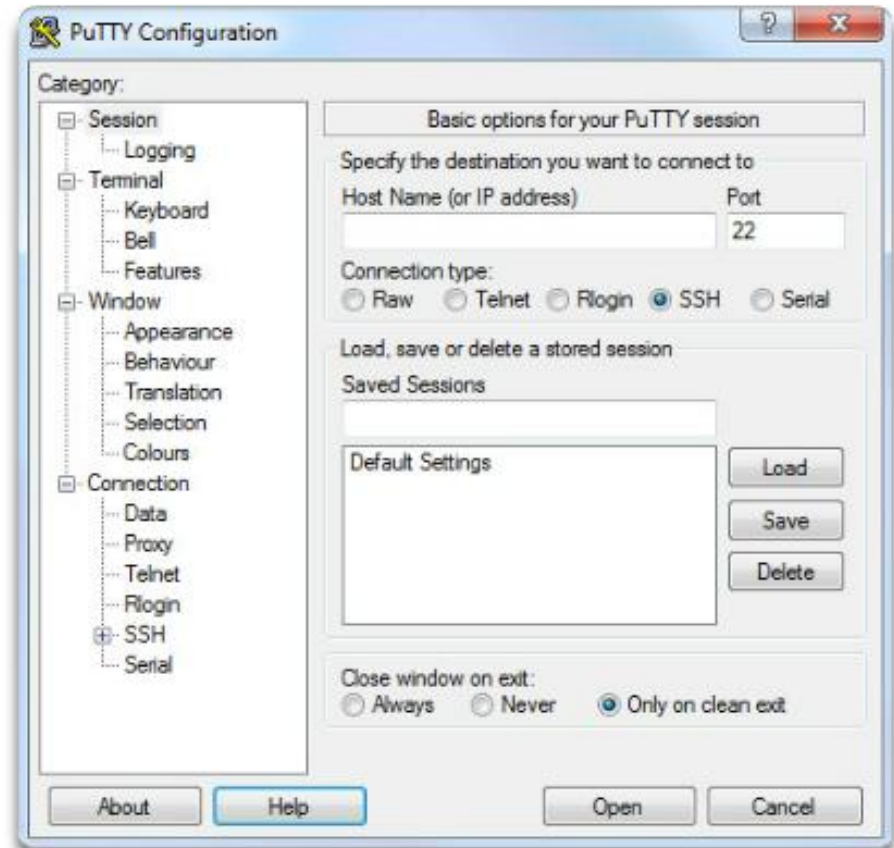 PuTTY Configuration
Category:
Session
Logging
Terminal
Keyboard
Bell
Features
Window
Appearance
Behaviour
Translation
Selection
Colours
Connection
Data
Proxy
Telnet
Rlogin
SSH
Serial
Basic options for your PuTTY session
Specify the destination you want to connect to
Host Name (or IP address) Port
22
Connection type:
Raw Telnet Rlogin SSH Serial
Load, save or delete a stored session
Saved Sessions
Default Settings
Load
Save
Delete
Close window on exit:
Always Never Only on clean exit
About Help Open Cancel